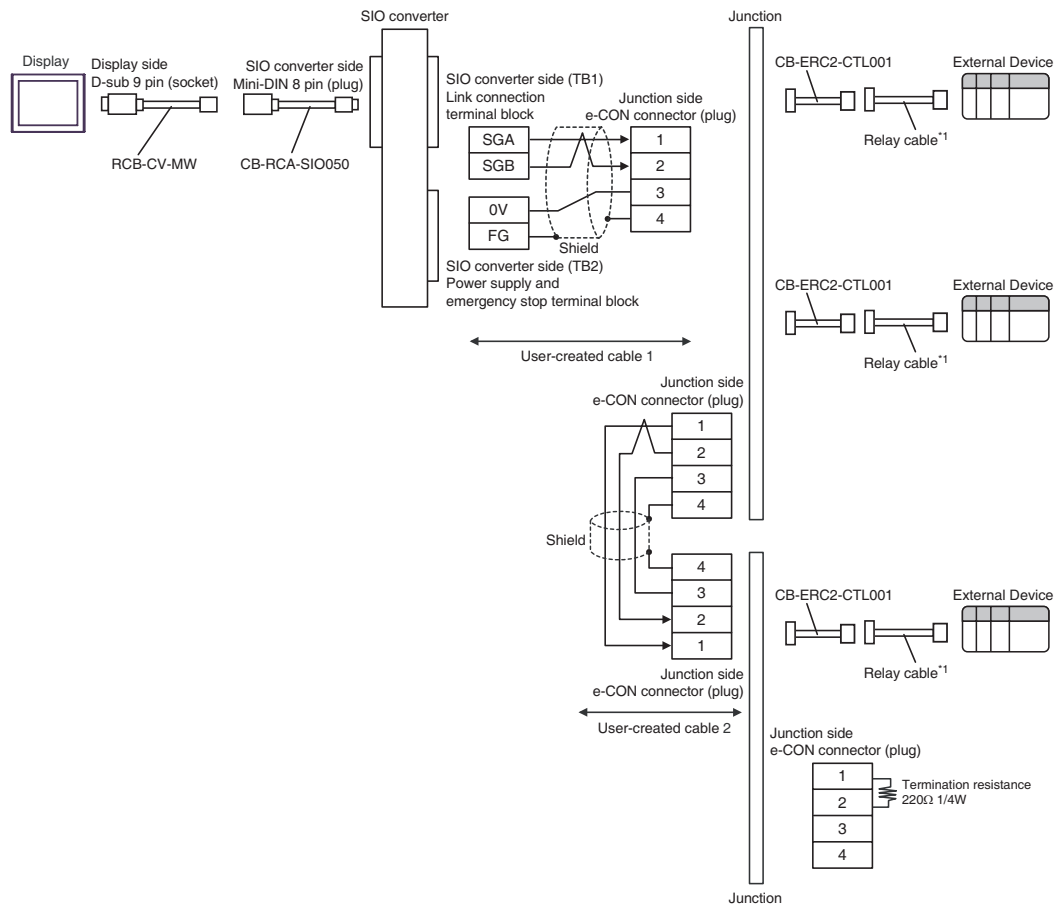 SIO converter
Junction
Display
Display side
D-sub 9 pin (socket)
SIO converter side
Mini-DIN 8 pin (plug)
RCB-CV-MW
CB-RCA-SIO050
SIO converter side (TB1)
Link connection
terminal block
Junction side
e-CON connector (plug)
SGA
SGB
0V
FG
1
2
3
4
Shield
SIO converter side (TB2)
Power supply and
emergency stop terminal block
User-created cable 1
CB-ERC2-CTL001
External Device
Relay cable*1
CB-ERC2-CTL001
External Device
Relay cable*1
Junction side
e-CON connector (plug)
1
2
3
4
Shield
4
3
2
1
Junction side
e-CON connector (plug)
User-created cable 2
CB-ERC2-CTL001
External Device
Relay cable*1
Junction side
e-CON connector (plug)
1
2
3
4
Termination resistance
220Ω 1/4W
Junction